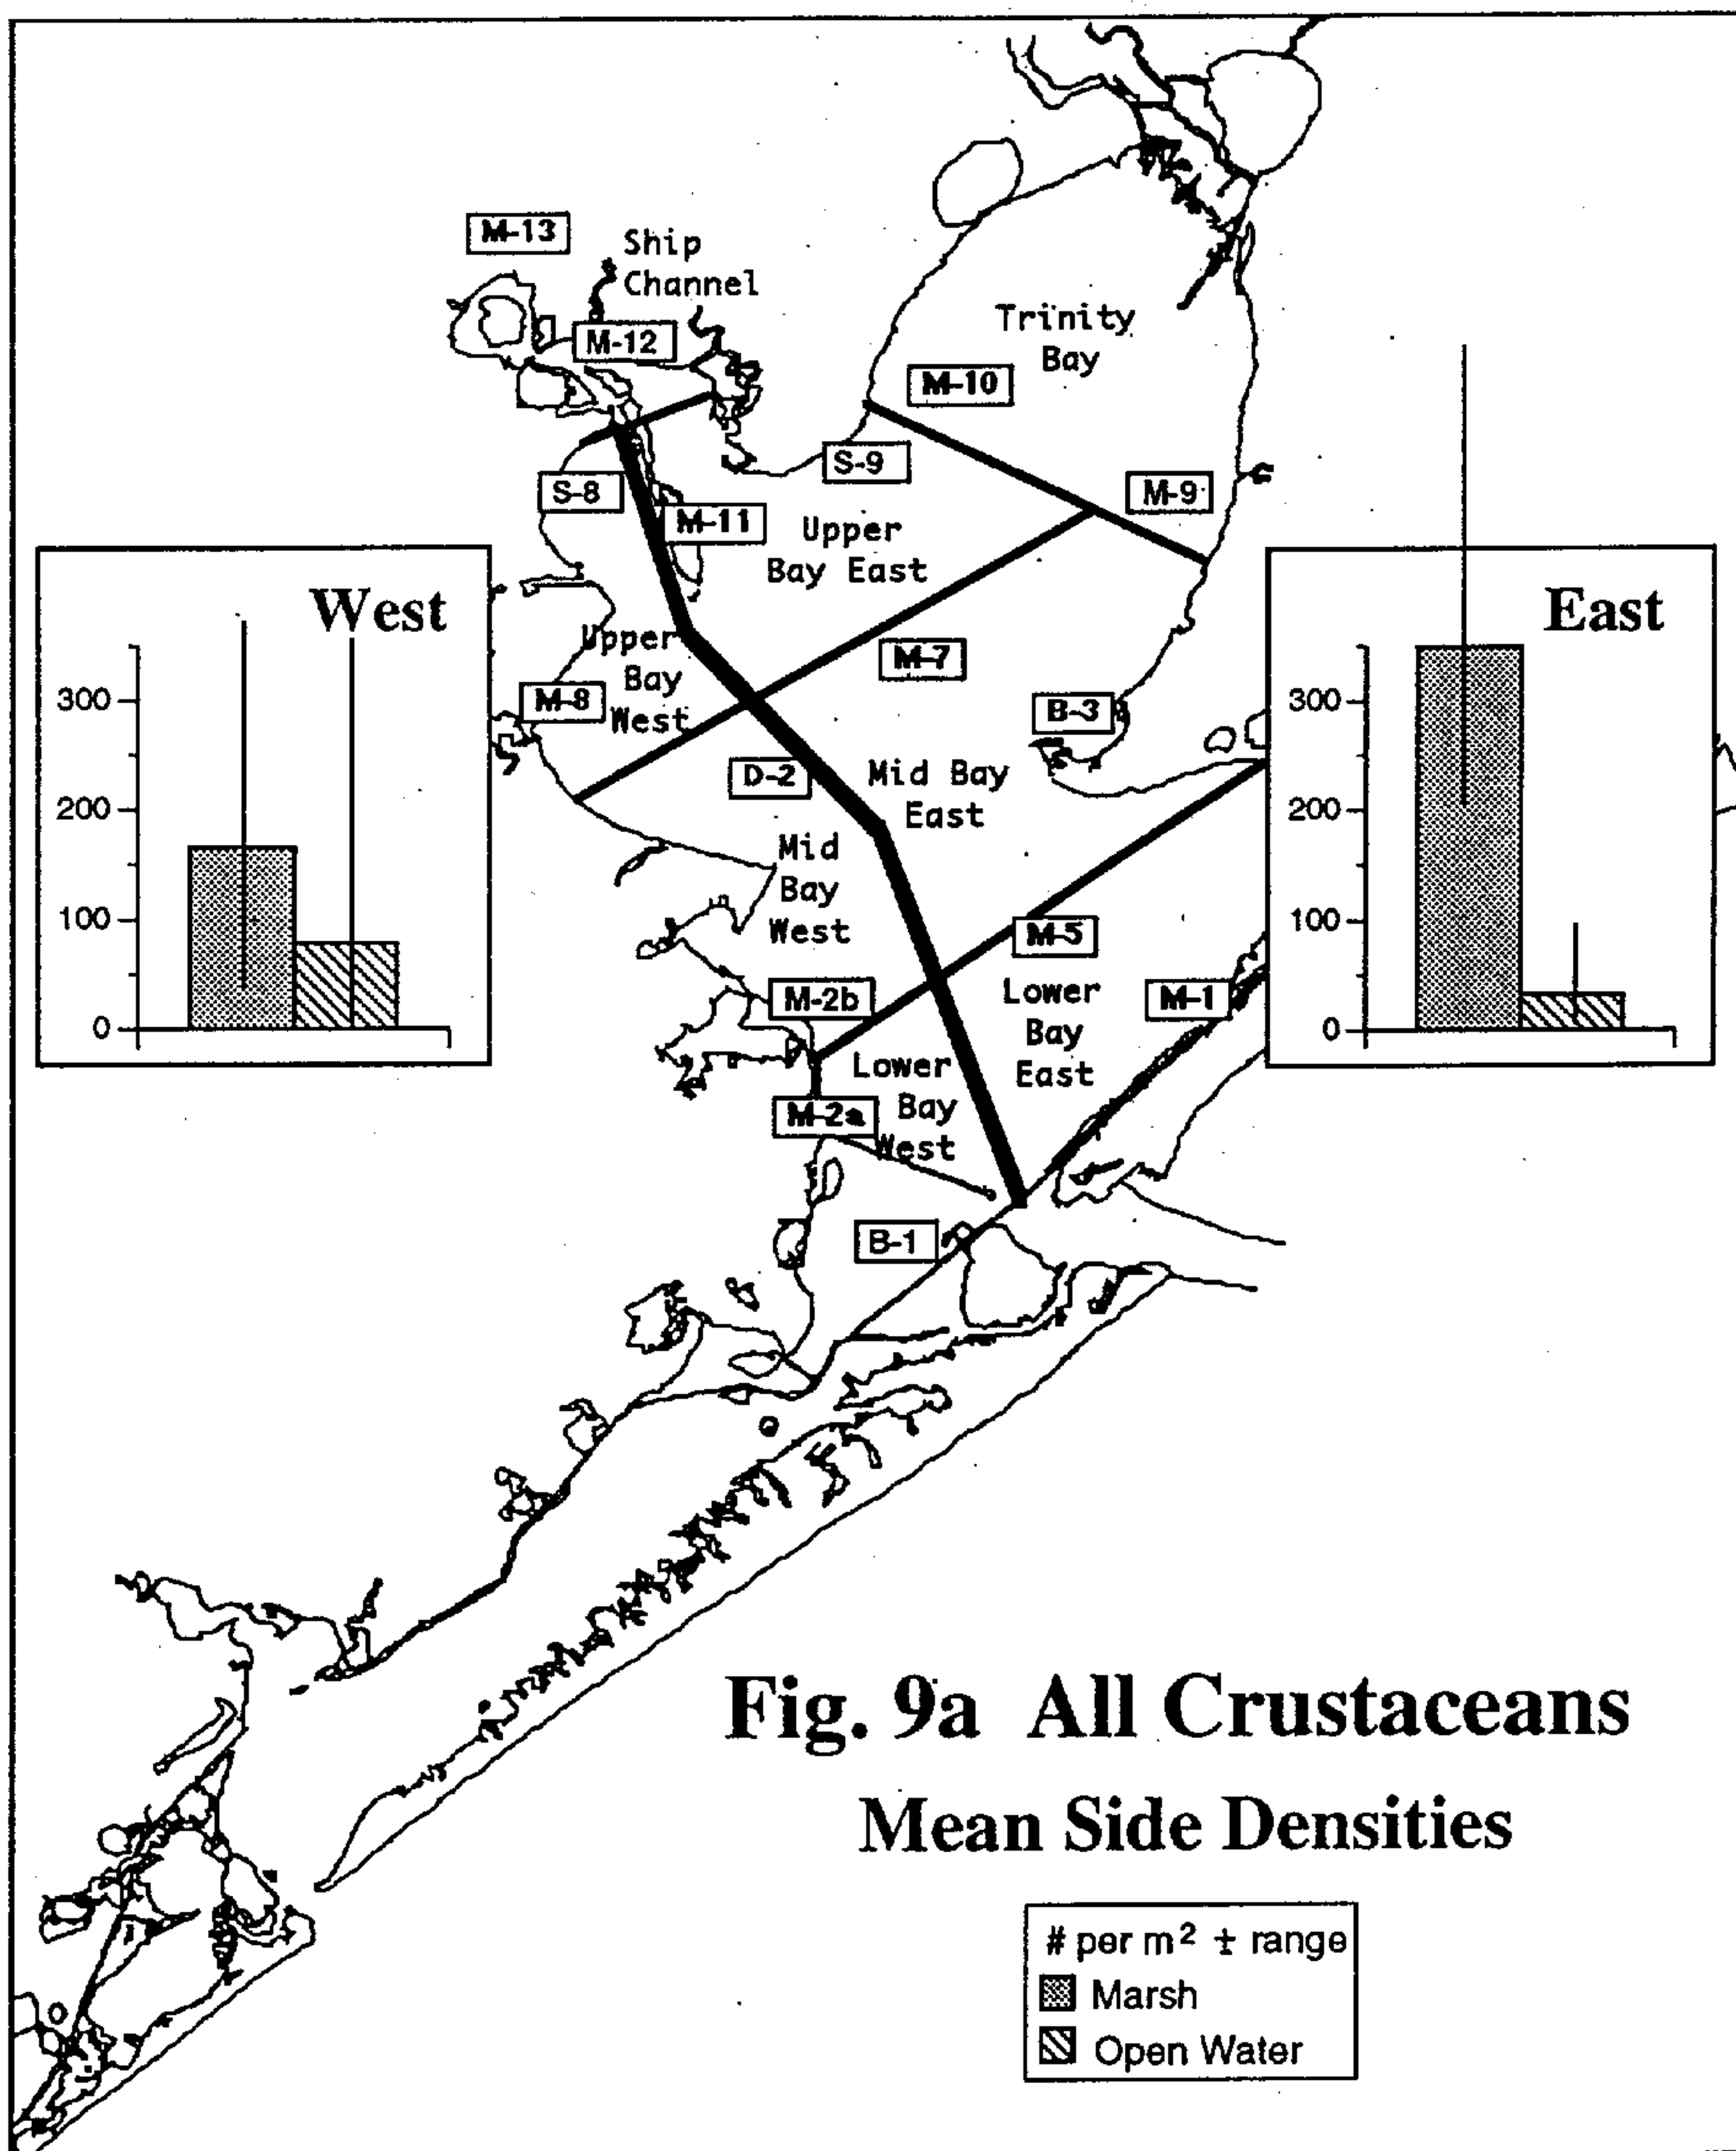 M-13
Ship
Channel
M-12
Trinity
Bay
M-10
S-9
M-9
S-8
M-11
Upper
Bay East
West
300
200
100
0
East
300
200
100
0
Upper
Bay
West
M-8
M-7
B-3
D-2
Mid Bay
East
Mid
Bay
West
M-5
M-2b
Lower
Bay
East
M-1
Lower
Bay
West
M-2a
B-1
Fig. 9a All Crustaceans
Mean Side Densities
# per m² ± range
Marsh
Open Water